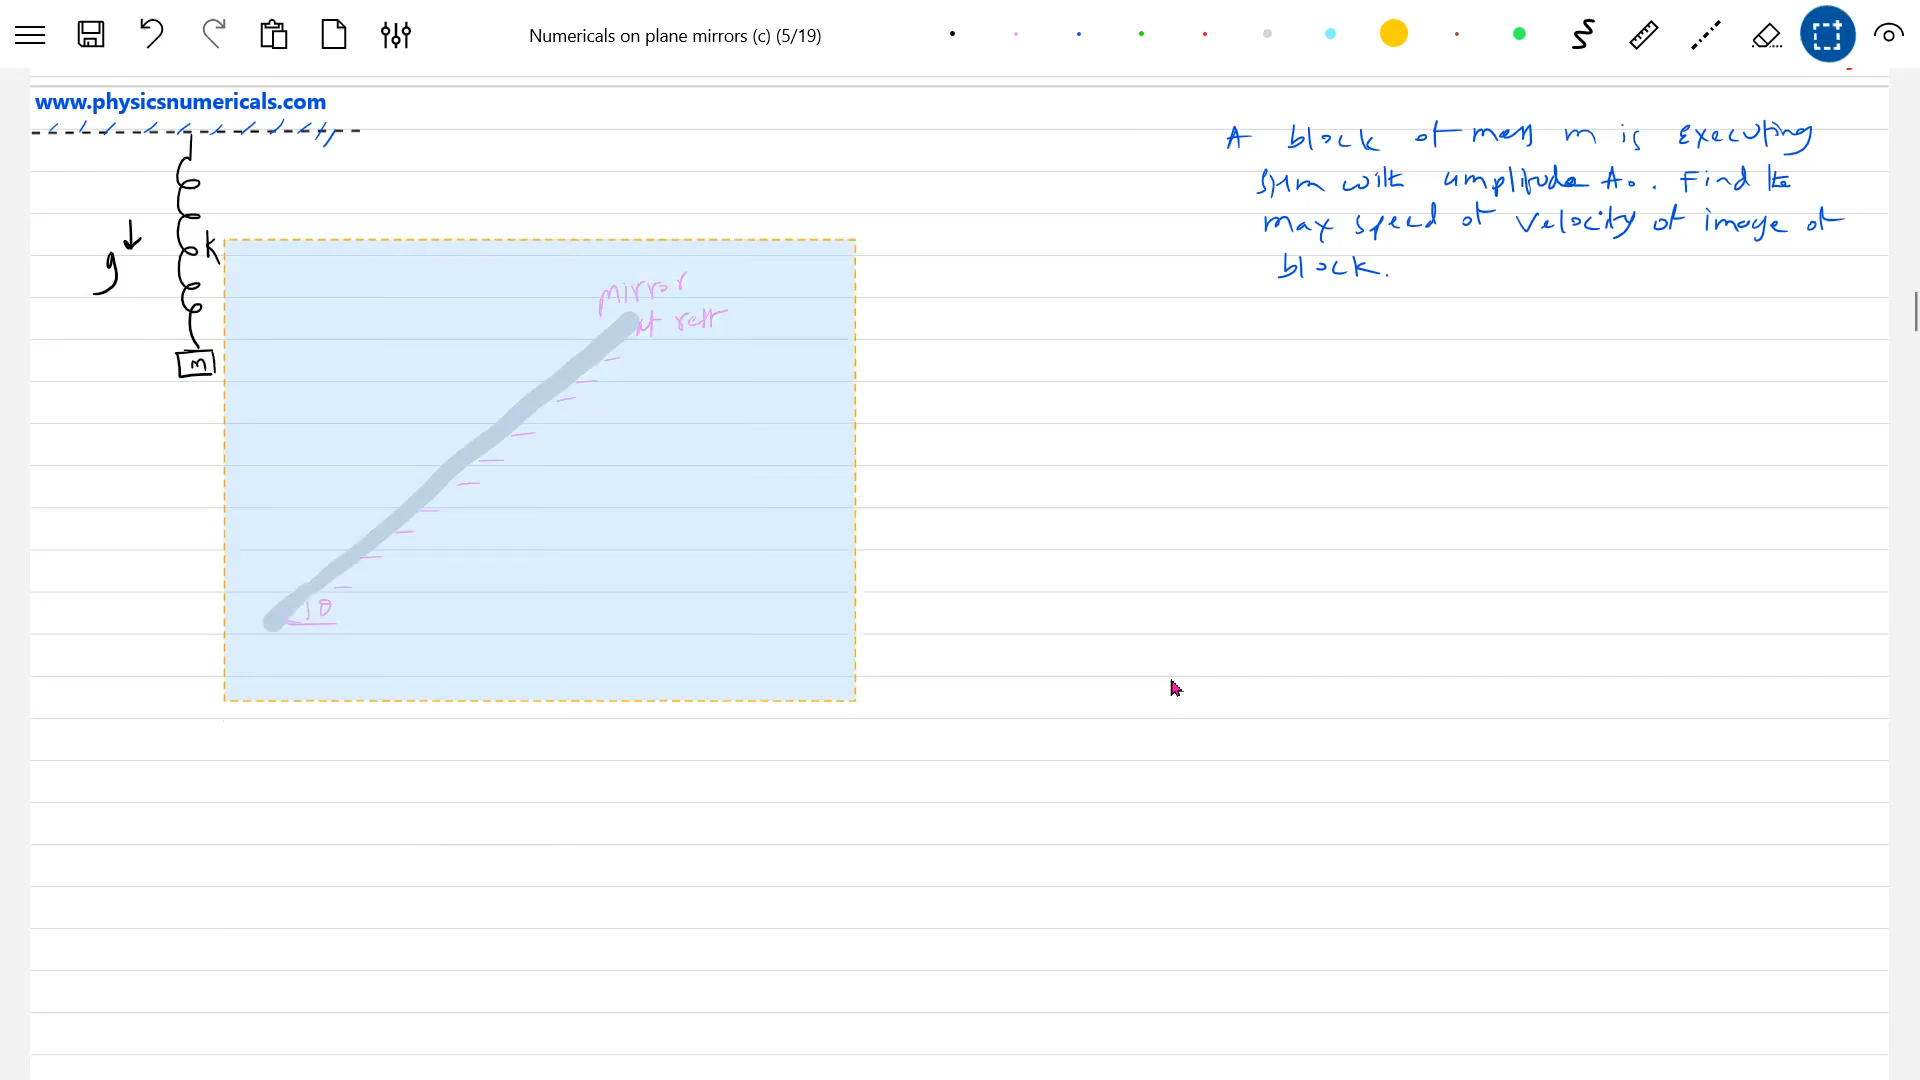 Numericals on plane mirrors (c) (5/19)
www.physicsnumericals.com
A block of mass m is executing
SHM with amplitude A₀. Find the
max speed of velocity of image of
block.
k
g
mirror
at rest
m
θ